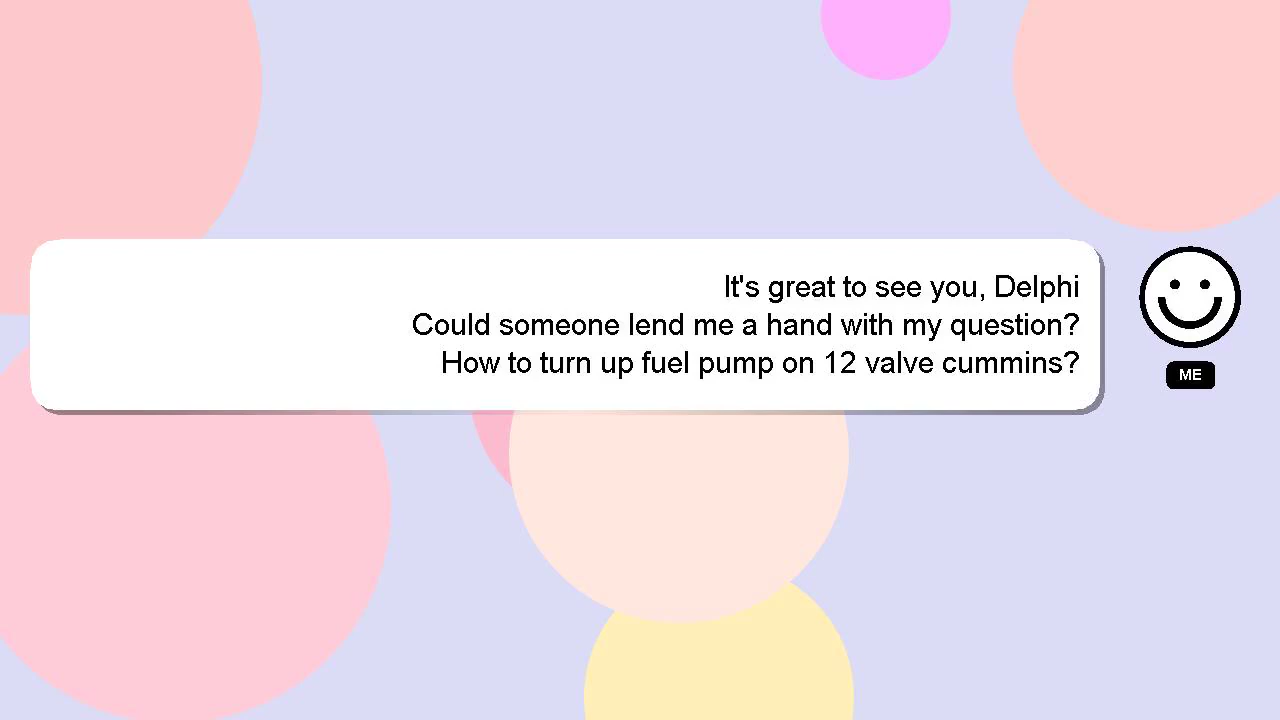 It's great to see you, Delphi
Could someone lend me a hand with my question?
How to turn up fuel pump on 12 valve cummins?
ME